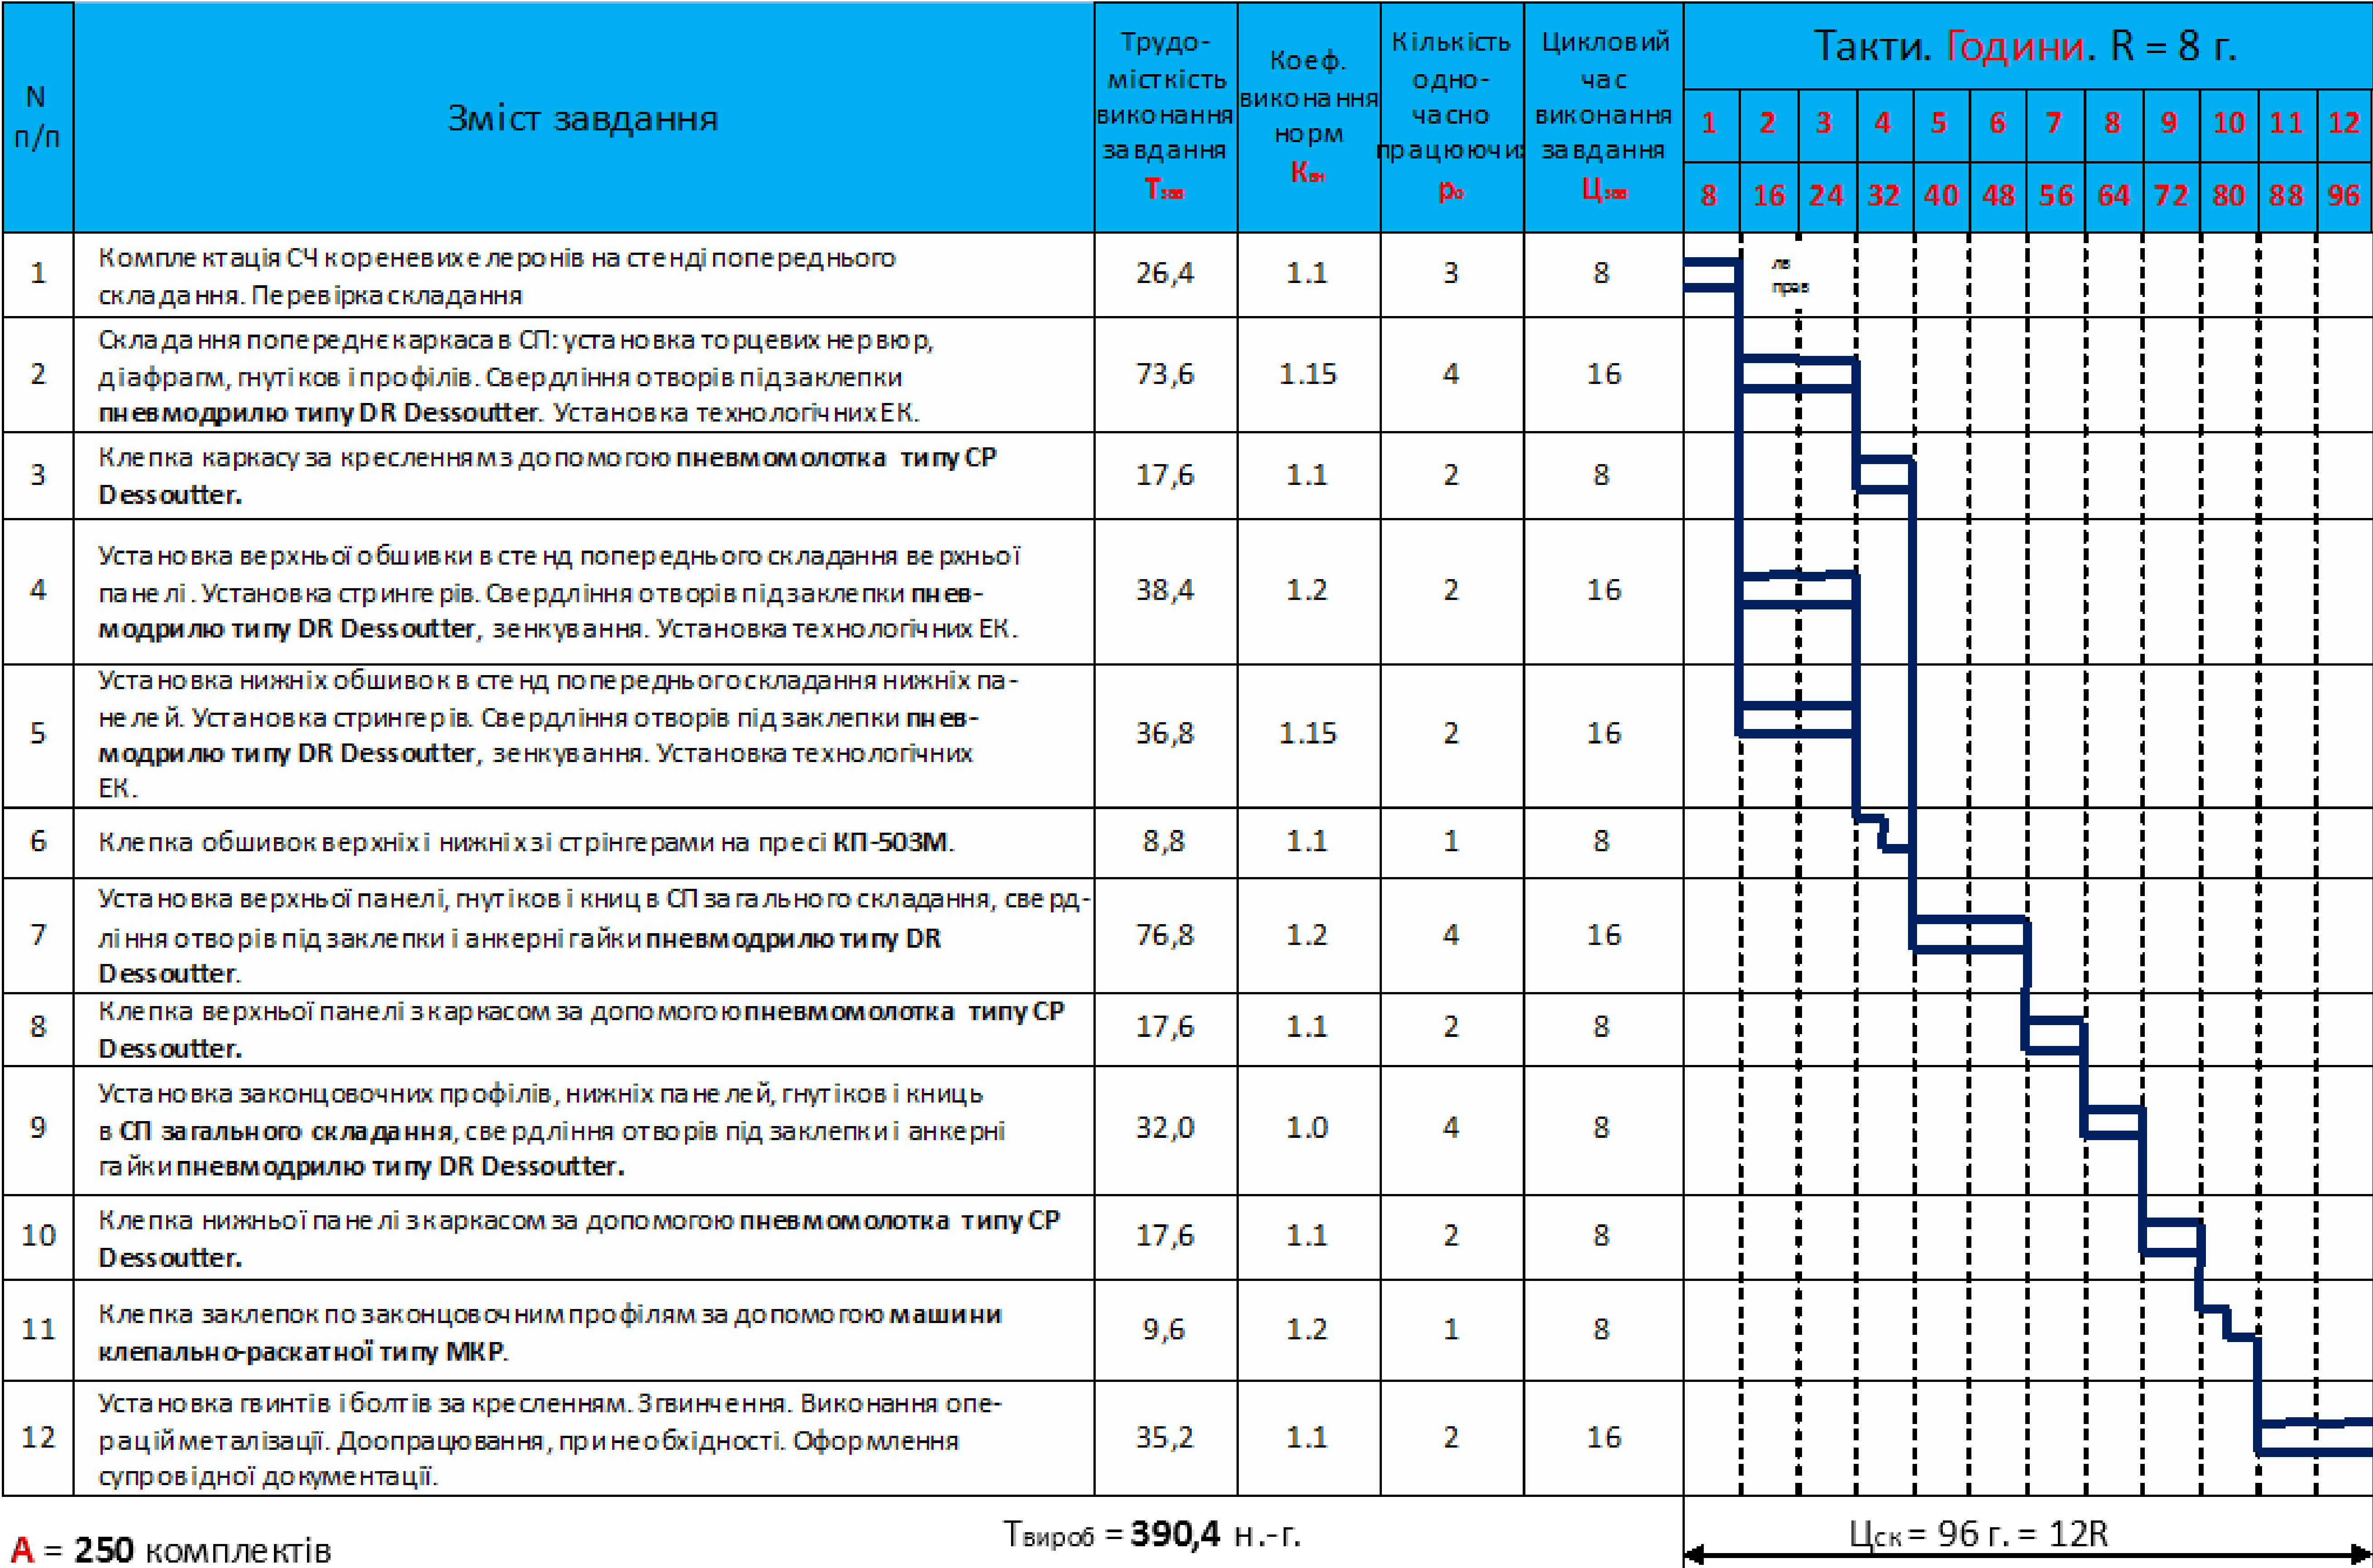 N
п/п
Зміст завдання
Трудо-
місткість
виконання
завдання
Тзав
Коеф.
виконання
норм
Квн
Кількість
одно-
часно
працюючих
ро
Цикловий
час
виконання
завдання
Цзав
Такти. Години. R = 8 г.
1 2 3 4 5 6 7 8 9 10 11 12
8 16 24 32 40 48 56 64 72 80 88 96
1
Комплектація СЧ кореневих елеронів на стенді попереднього
складання. Перевірка складання
26,4 1.1 3 8
лв
прав
2
Складання попереднє каркаса в СП: установка торцевих нервюр,
діафрагм, гнутіков і профілів. Свердління отворів під заклепки
пневмодрилю типу DR Dessoutter. Установка технологічних ЕК.
73,6 1.15 4 16
3
Клепка каркасу за кресленням з допомогою пневмомолотка типу СР
Dessoutter.
17,6 1.1 2 8
4
Установка верхньої обшивки в стенд попереднього складання верхньої
панелі. Установка стрингерів. Свердління отворів під заклепки пнев-
модрилю типу DR Dessoutter, зенкування. Установка технологічних ЕК.
38,4 1.2 2 16
5
Установка нижніх обшивок в стенд попереднього складання нижніх па-
нелей. Установка стрингерів. Свердління отворів під заклепки пнев-
модрилю типу DR Dessoutter, зенкування. Установка технологічних
ЕК.
36,8 1.15 2 16
6
Клепка обшивок верхніх і нижніх зі стрінгерами на пресі КП-503М.
8,8 1.1 1 8
7
Установка верхньої панелі, гнутіков і книц в СП загального складання, сверд-
ління отворів під заклепки і анкерні гайки пневмодрилю типу DR
Dessoutter.
76,8 1.2 4 16
8
Клепка верхньої панелі з каркасом за допомогою пневмомолотка типу СР
Dessoutter.
17,6 1.1 2 8
9
Установка законцовочних профілів, нижніх панелей, гнутіков і книць
в СП загального складання, свердління отворів під заклепки і анкерні
гайки пневмодрилю типу DR Dessoutter.
32,0 1.0 4 8
10
Клепка нижньої панелі з каркасом за допомогою пневмомолотка типу СР
Dessoutter.
17,6 1.1 2 8
11
Клепка заклепок по законцовочним профілям за допомогою машини
клепально-раскатної типу МКР.
9,6 1.2 1 8
12
Установка гвинтів і болтів за кресленням. Згвинчення. Виконання опе-
рацій металізації. Доопрацювання, при необхідності. Оформлення
супровідної документації.
35,2 1.1 2 16
А = 250 комплектів
Твироб = 390,4 н.-г.
Цск = 96 г. = 12R